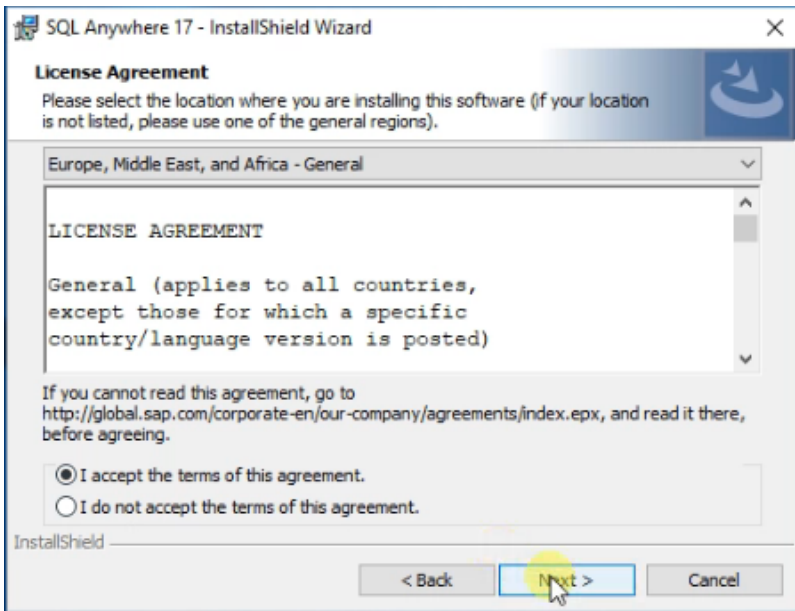 SQL Anywhere 17 - InstallShield Wizard
License Agreement
Please select the location where you are installing this software (if your location
is not listed, please use one of the general regions).
Europe, Middle East, and Africa - General
LICENSE AGREEMENT
General (applies to all countries,
except those for which a specific
country/language version is posted)
If you cannot read this agreement, go to
http://global.sap.com/corporate-en/our-company/agreements/index.epx, and read it there,
before agreeing.
I accept the terms of this agreement.
I do not accept the terms of this agreement.
InstallShield
< Back
Next >
Cancel